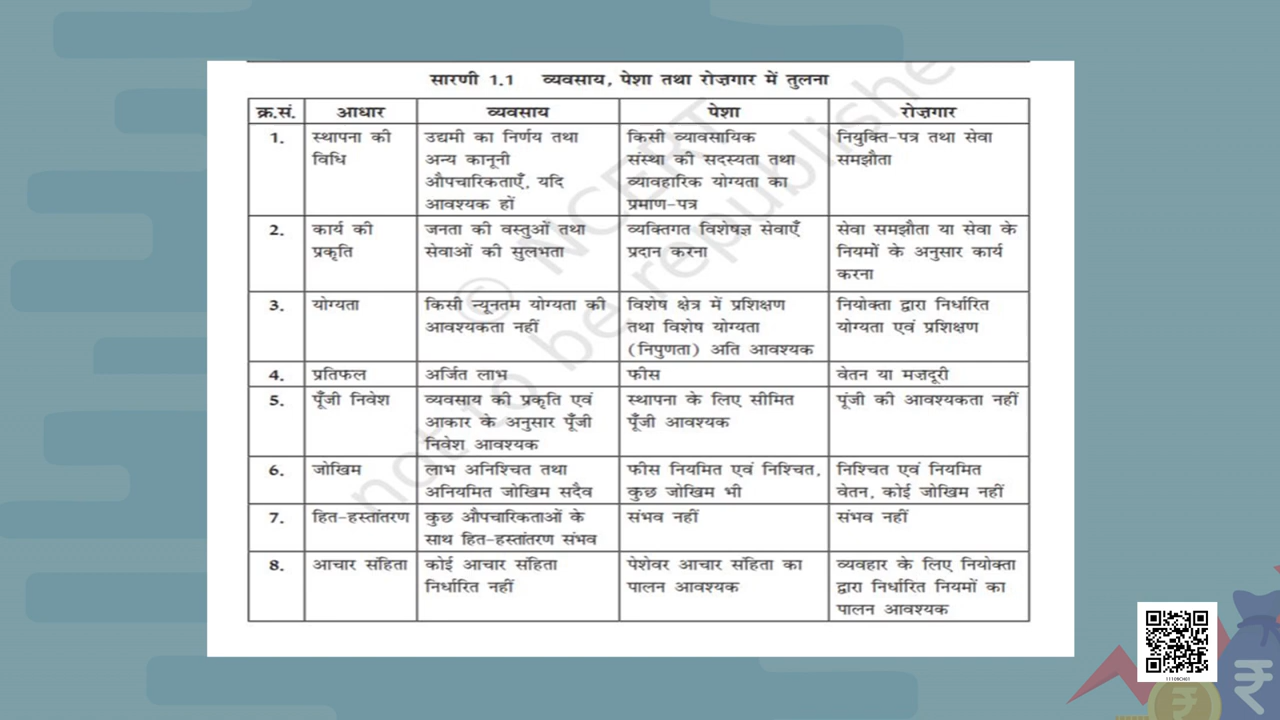 सारणी 1.1 व्यवसाय, पेशा तथा रोज़गार में तुलना
क्र.सं. आधार व्यवसाय पेशा रोज़गार
1. स्थापना की उद्यमी का निर्णय तथा किसी व्यावसायिक नियुक्ति-पत्र तथा सेवा
विधि अन्य कानूनी संस्था की सदस्यता तथा समझौता
औपचारिकताएँ, यदि व्यावहारिक योग्यता का
आवश्यक हों प्रमाण-पत्र
2. कार्य की जनता की वस्तुओं तथा व्यक्तिगत विशेषज्ञ सेवाएँ सेवा समझौता या सेवा के
प्रकृति सेवाओं की सुलभता प्रदान करना नियमों के अनुसार कार्य
करना
3. योग्यता किसी न्यूनतम योग्यता की विशेष क्षेत्र में प्रशिक्षण नियोक्ता द्वारा निर्धारित
आवश्यकता नहीं तथा विशेष योग्यता योग्यता एवं प्रशिक्षण
(निपुणता) अति आवश्यक
4. प्रतिफल अर्जित लाभ फीस वेतन या मज़दूरी
5. पूँजी निवेश व्यवसाय की प्रकृति एवं स्थापना के लिए सीमित पूंजी की आवश्यकता नहीं
आकार के अनुसार पूँजी पूँजी आवश्यक
निवेश आवश्यक
6. जोखिम लाभ अनिश्चित तथा फीस नियमित एवं निश्चित, निश्चित एवं नियमित
अनियमित जोखिम सदैव कुछ जोखिम भी वेतन, कोई जोखिम नहीं
7. हित-हस्तांतरण कुछ औपचारिकताओं के संभव नहीं संभव नहीं
साथ हित-हस्तांतरण संभव
8. आचार संहिता कोई आचार संहिता पेशेवर आचार संहिता का व्यवहार के लिए नियोक्ता
निर्धारित नहीं पालन आवश्यक द्वारा निर्धारित नियमों का
पालन आवश्यक
© NCERT
not to be republishe